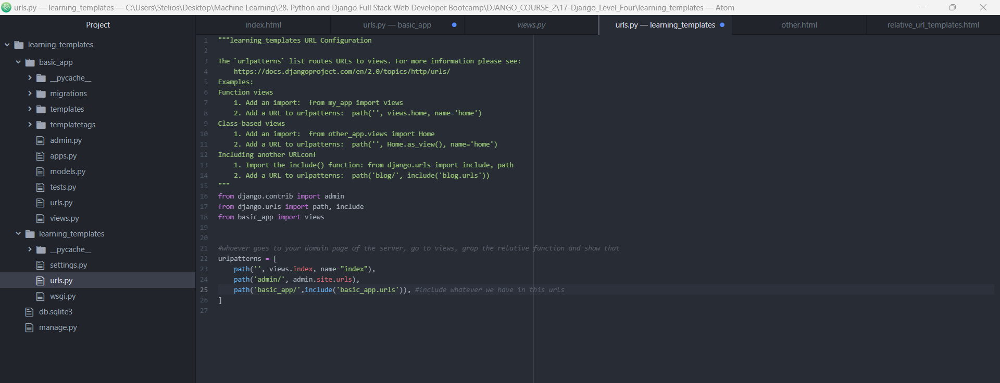 urls.py — learning_templates — C:\Users\Stelios\Desktop\Machine Learning\28. Python and Django Full Stack Web Developer Bootcamp\DJANGO_COURSE_2\17-Django_Level_Four\learning_templates — Atom
Project
index.html
urls.py — basic_app
views.py
urls.py — learning_templates
other.html
relative_url_templates.html
learning_templates
basic_app
__pycache__
migrations
templates
templatetags
admin.py
apps.py
models.py
tests.py
urls.py
views.py
learning_templates
__pycache__
settings.py
urls.py
wsgi.py
db.sqlite3
manage.py
1 """learning_templates URL Configuration
2
3 The `urlpatterns` list routes URLs to views. For more information please see:
4     https://docs.djangoproject.com/en/2.0/topics/http/urls/
5 Examples:
6 Function views
7     1. Add an import:  from my_app import views
8     2. Add a URL to urlpatterns:  path('', views.home, name='home')
9 Class-based views
10     1. Add an import:  from other_app.views import Home
11     2. Add a URL to urlpatterns:  path('', Home.as_view(), name='home')
12 Including another URLconf
13     1. Import the include() function: from django.urls import include, path
14     2. Add a URL to urlpatterns:  path('blog/', include('blog.urls'))
15 """
16 from django.contrib import admin
17 from django.urls import path, include
18 from basic_app import views
19
20
21 #whoever goes to your domain page of the server, go to views, grap the relative function and show that
22 urlpatterns = [
23     path('', views.index, name="index"),
24     path('admin/', admin.site.urls),
25     path('basic_app/',include('basic_app.urls')), #include whatever we have in this urls
26 ]
27